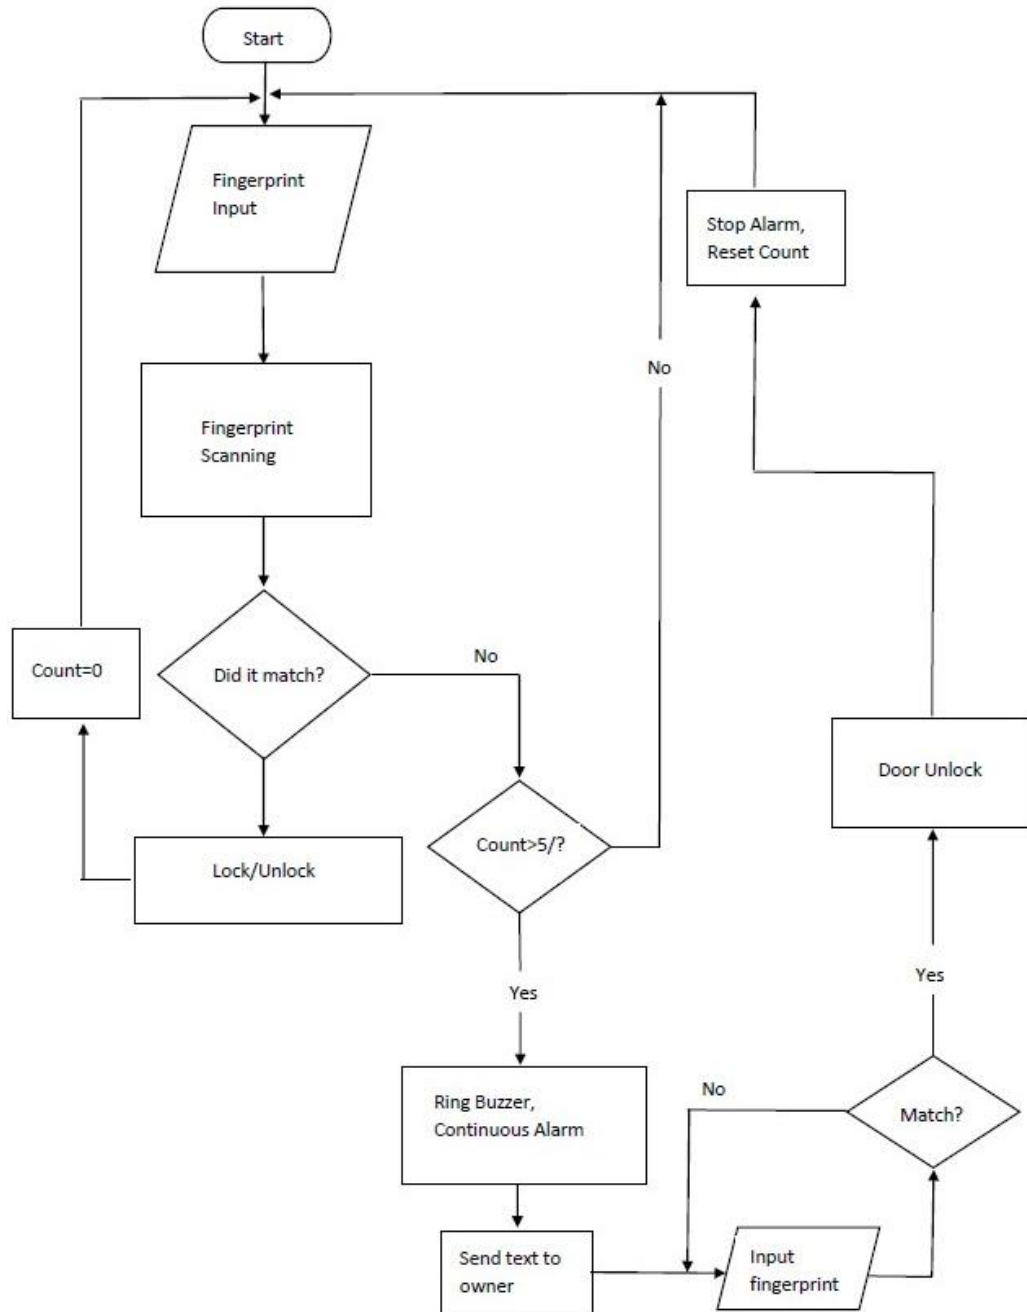 Start
Fingerprint
Input
Stop Alarm,
Reset Count
No
Fingerprint
Scanning
Count=0
Did it match?
No
Door Unlock
Count>5/?
Lock/Unlock
Yes
Yes
Ring Buzzer,
Continuous Alarm
No
Match?
Send text to
owner
Input
fingerprint